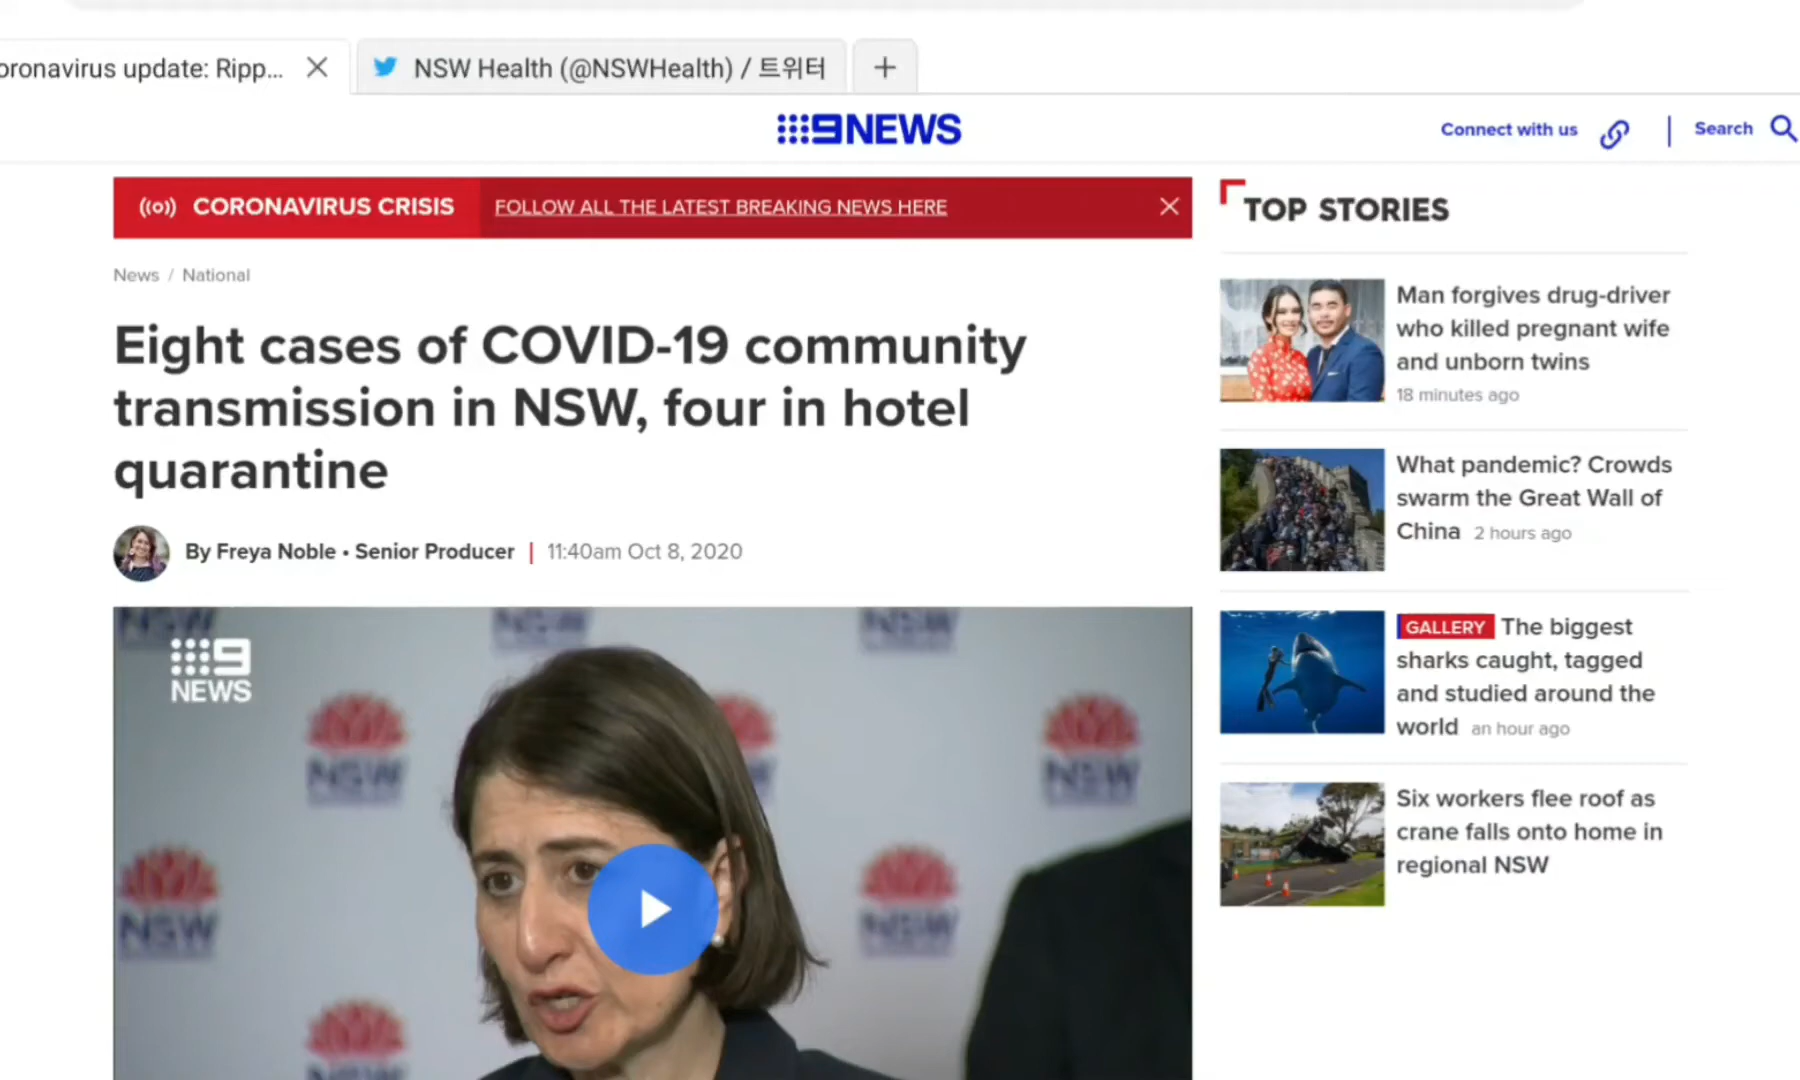 oronavirus update: Ripp...
NSW Health (@NSWHealth) / 트위터
9NEWS
Connect with us
Search
CORONAVIRUS CRISIS
FOLLOW ALL THE LATEST BREAKING NEWS HERE
News / National
Eight cases of COVID-19 community
transmission in NSW, four in hotel
quarantine
By Freya Noble • Senior Producer | 11:40am Oct 8, 2020
9
NEWS
NSW
NSW
NSW
NSW
NSW
NSW
NSW
NSW
NSW
TOP STORIES
Man forgives drug-driver
who killed pregnant wife
and unborn twins
18 minutes ago
What pandemic? Crowds
swarm the Great Wall of
China 2 hours ago
GALLERY The biggest
sharks caught, tagged
and studied around the
world an hour ago
Six workers flee roof as
crane falls onto home in
regional NSW